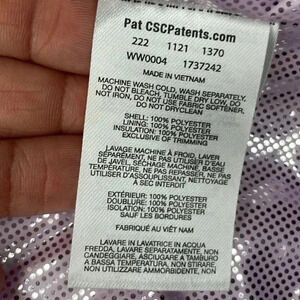 Pat CSCPatents.com
222 1121 1370
WW0004 1737242
MADE IN VIETNAM
MACHINE WASH COLD, WASH SEPARATELY,
DO NOT BLEACH, TUMBLE DRY LOW, DO
NOT IRON, DO NOT USE FABRIC SOFTENER,
DO NOT DRYCLEAN
SHELL: 100% POLYESTER
LINING: 100% POLYESTER
INSULATION: 100% POLYESTER
EXCLUSIVE OF TRIMMING
LAVAGE MACHINE À FROID, LAVER
SÉPARÉMENT, NE PAS UTILISER D'EAU
DE JAVEL, SÉCHAGE PAR CULBUTAGE À BASSE
TEMPÉRATURE, NE PAS REPASSER, NE PAS
UTILISER D'ASSOUPLISSANT, NETTOYAGE
À SEC INTERDIT
EXTÉRIEUR: 100% POLYESTER
DOUBLURE: 100% POLYESTER
ISOLATION: 100% POLYESTER
SAUF LES BORDURES
FABRIQUÉ AU VIÊT NAM
LAVARE IN LAVATRICE IN ACQUA
FREDDA, LAVARE SEPARATAMENTE, NON
CANDEGGIARE, ASCIUGARE A TAMBURO
A BASSA TEMPERATURA, NON STIRARE,
NON UTILIZZARE AMMORBIDENTE, NON